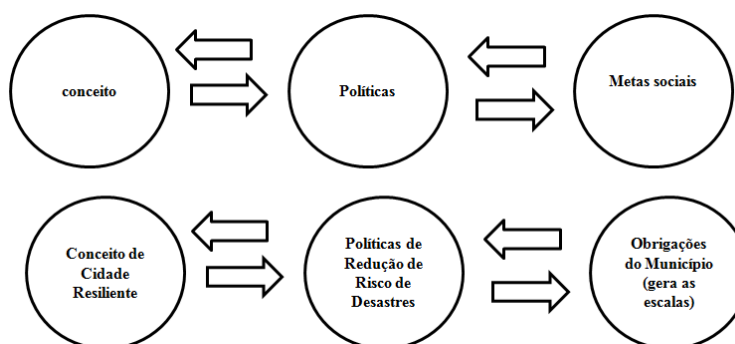 conceito
Políticas
Metas sociais
Conceito de
Cidade
Resiliente
Políticas de
Redução de
Risco de
Desastres
Obrigações
do Município
(gera as
escalas)